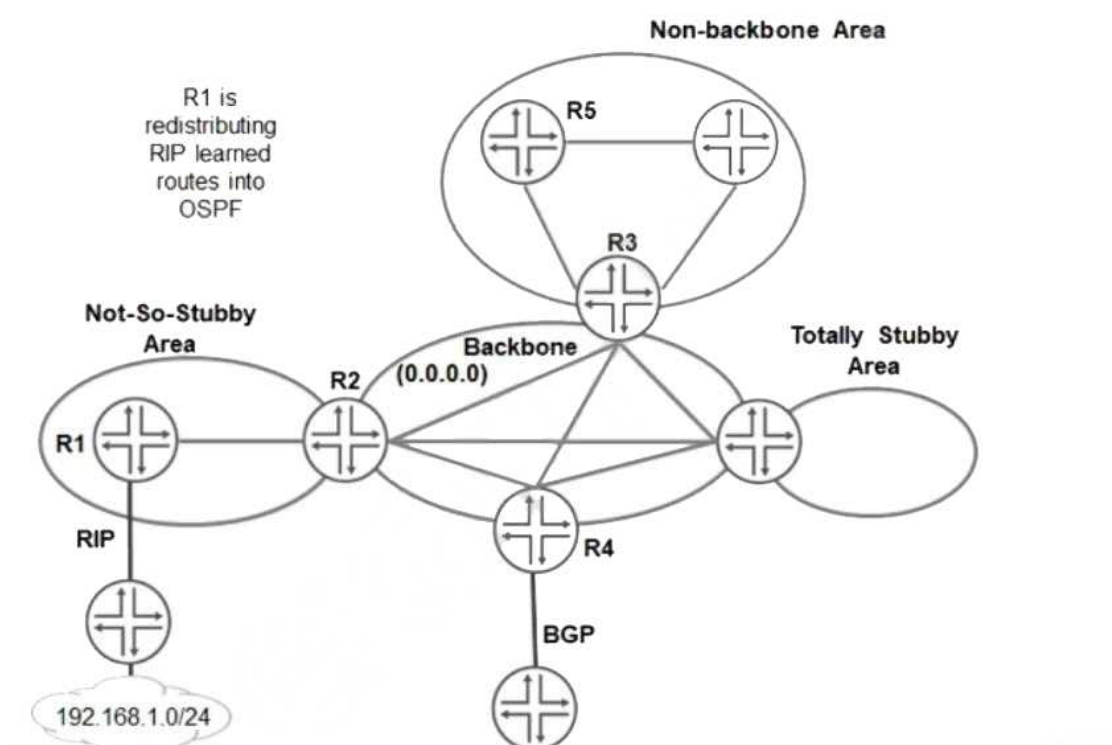 Non-backbone Area
R1 is
redistributing
RIP learned
routes into
OSPF
R5
R3
Not-So-Stubby
Area
Totally Stubby
Area
Backbone
(0.0.0.0)
R2
R1
RIP
R4
BGP
192.168.1.0/24